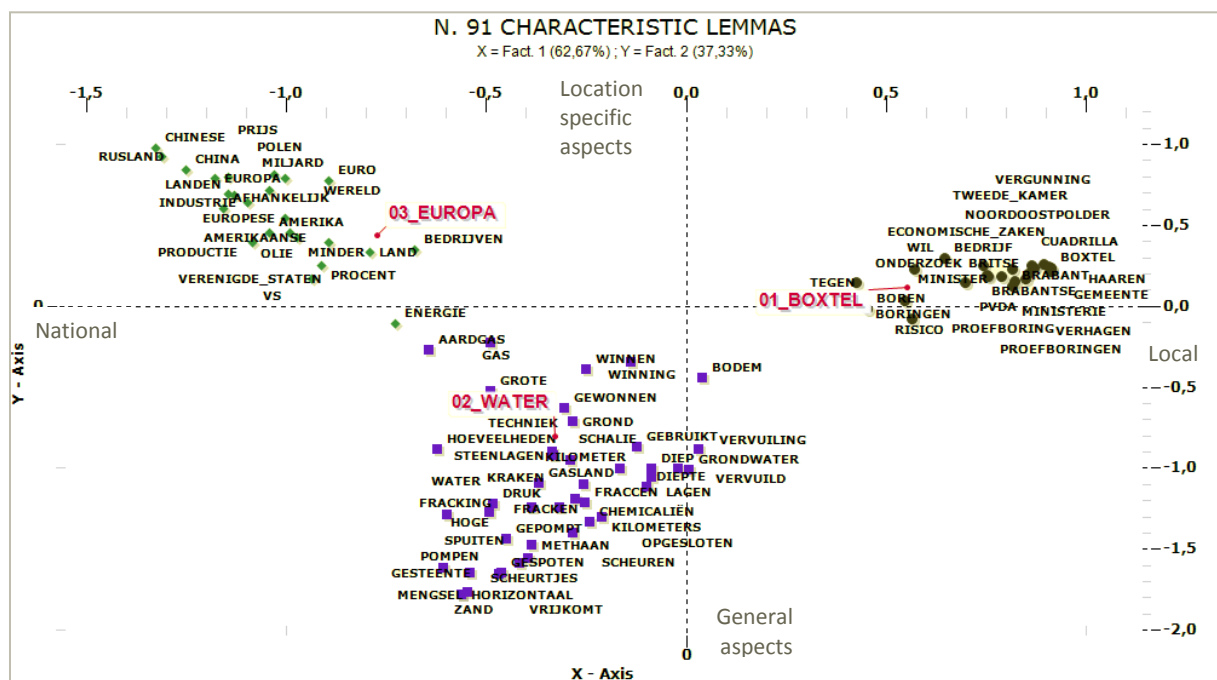 N. 91 CHARACTERISTIC LEMMAS
X = Fact. 1 (62,67%) ; Y = Fact. 2 (37,33%)
-1,5 -1,0 -0,5 Location 0,0 0,5 1,0
specific
aspects
CHINESE PRIJS
POLEN 1,0
RUSLAND CHINA MILJARD EURO
LANDEN EUROPA WERELD VERGUNNING
INDUSTRIE AFHANKELIJK TWEEDE_KAMER
EUROPESE AMERIKA 03_EUROPA NOORDOOSTPOLDER 0,5
AMERIKAANSE BEDRIJVEN ECONOMISCHE_ZAKEN CUADRILLA
PRODUCTIE OLIE MINDER LAND WIL BEDRIJF BOXTEL
ONDERZOEK BRITSE
VERENIGDE_STATEN PROCENT TEGEN MINISTER BRABANT HAAREN
VS 01_BOXTEL BOREN BRABANTSE GEMEENTE
0 0,0
ENERGIE BORINGEN PVDA MINISTERIE
National RISICO PROEFBORING VERHAGEN
AARDGAS PROEFBORINGEN Local
GAS WINNEN BODEM
WINNING
GROTE -0,5
02_WATER GEWONNEN
TECHNIEK GROND
HOEVEELHEDEN SCHALIE GEBRUIKT VERVUILING
STEENLAGEN KILOMETER DIEP GRONDWATER -1,0
WATER KRAKEN GASLAND DIEPTE VERVUILD
DRUK FRACCEN LAGEN
FRACKING FRACKEN CHEMICALIËN
HOGE GEPOMPT KILOMETERS
SPUITEN METHAAN OPGESLOTEN -1,5
POMPEN GESPOTEN SCHEUREN
GESTEENTE SCHEURTJES
MENGSEL HORIZONTAAL
ZAND VRIJKOMT General
aspects -2,0
0
X - Axis
Y - Axis